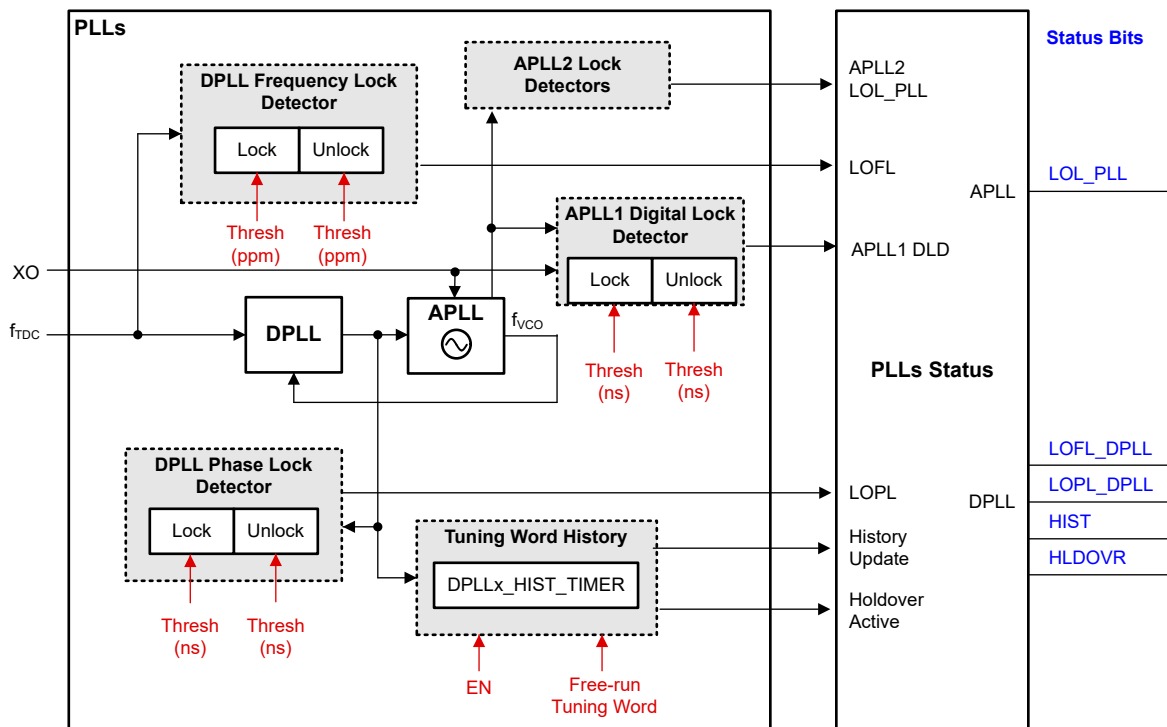 PLLs
Status Bits
DPLL Frequency Lock
Detector
Lock
Unlock
Thresh
(ppm)
Thresh
(ppm)
APLL2 Lock
Detectors
APLL2
LOL_PLL
LOFL
APLL
LOL_PLL
APLL1 Digital Lock
Detector
Lock
Unlock
Thresh
(ns)
Thresh
(ns)
APLL1 DLD
XO
fTDC
DPLL
APLL
fVCO
PLLs Status
DPLL Phase Lock
Detector
Lock
Unlock
Thresh
(ns)
Thresh
(ns)
LOPL
DPLL
LOFL_DPLL
LOPL_DPLL
HIST
HLDOVR
Tuning Word History
DPLLx_HIST_TIMER
EN
Free-run
Tuning Word
History
Update
Holdover
Active